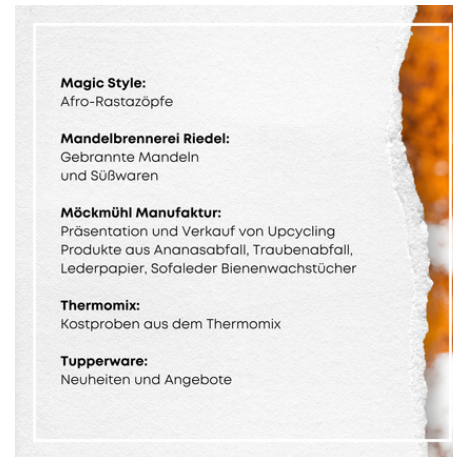 Magic Style:
Afro-Rastazöpfe
Mandelbrennerei Riedel:
Gebrannte Mandeln
und Süßwaren
Möckmühl Manufaktur:
Präsentation und Verkauf von Upcycling
Produkte aus Ananasabfall, Traubenabfall,
Lederpapier, Sofaleder Bienenwachstücher
Thermomix:
Kostproben aus dem Thermomix
Tupperware:
Neuheiten und Angebote